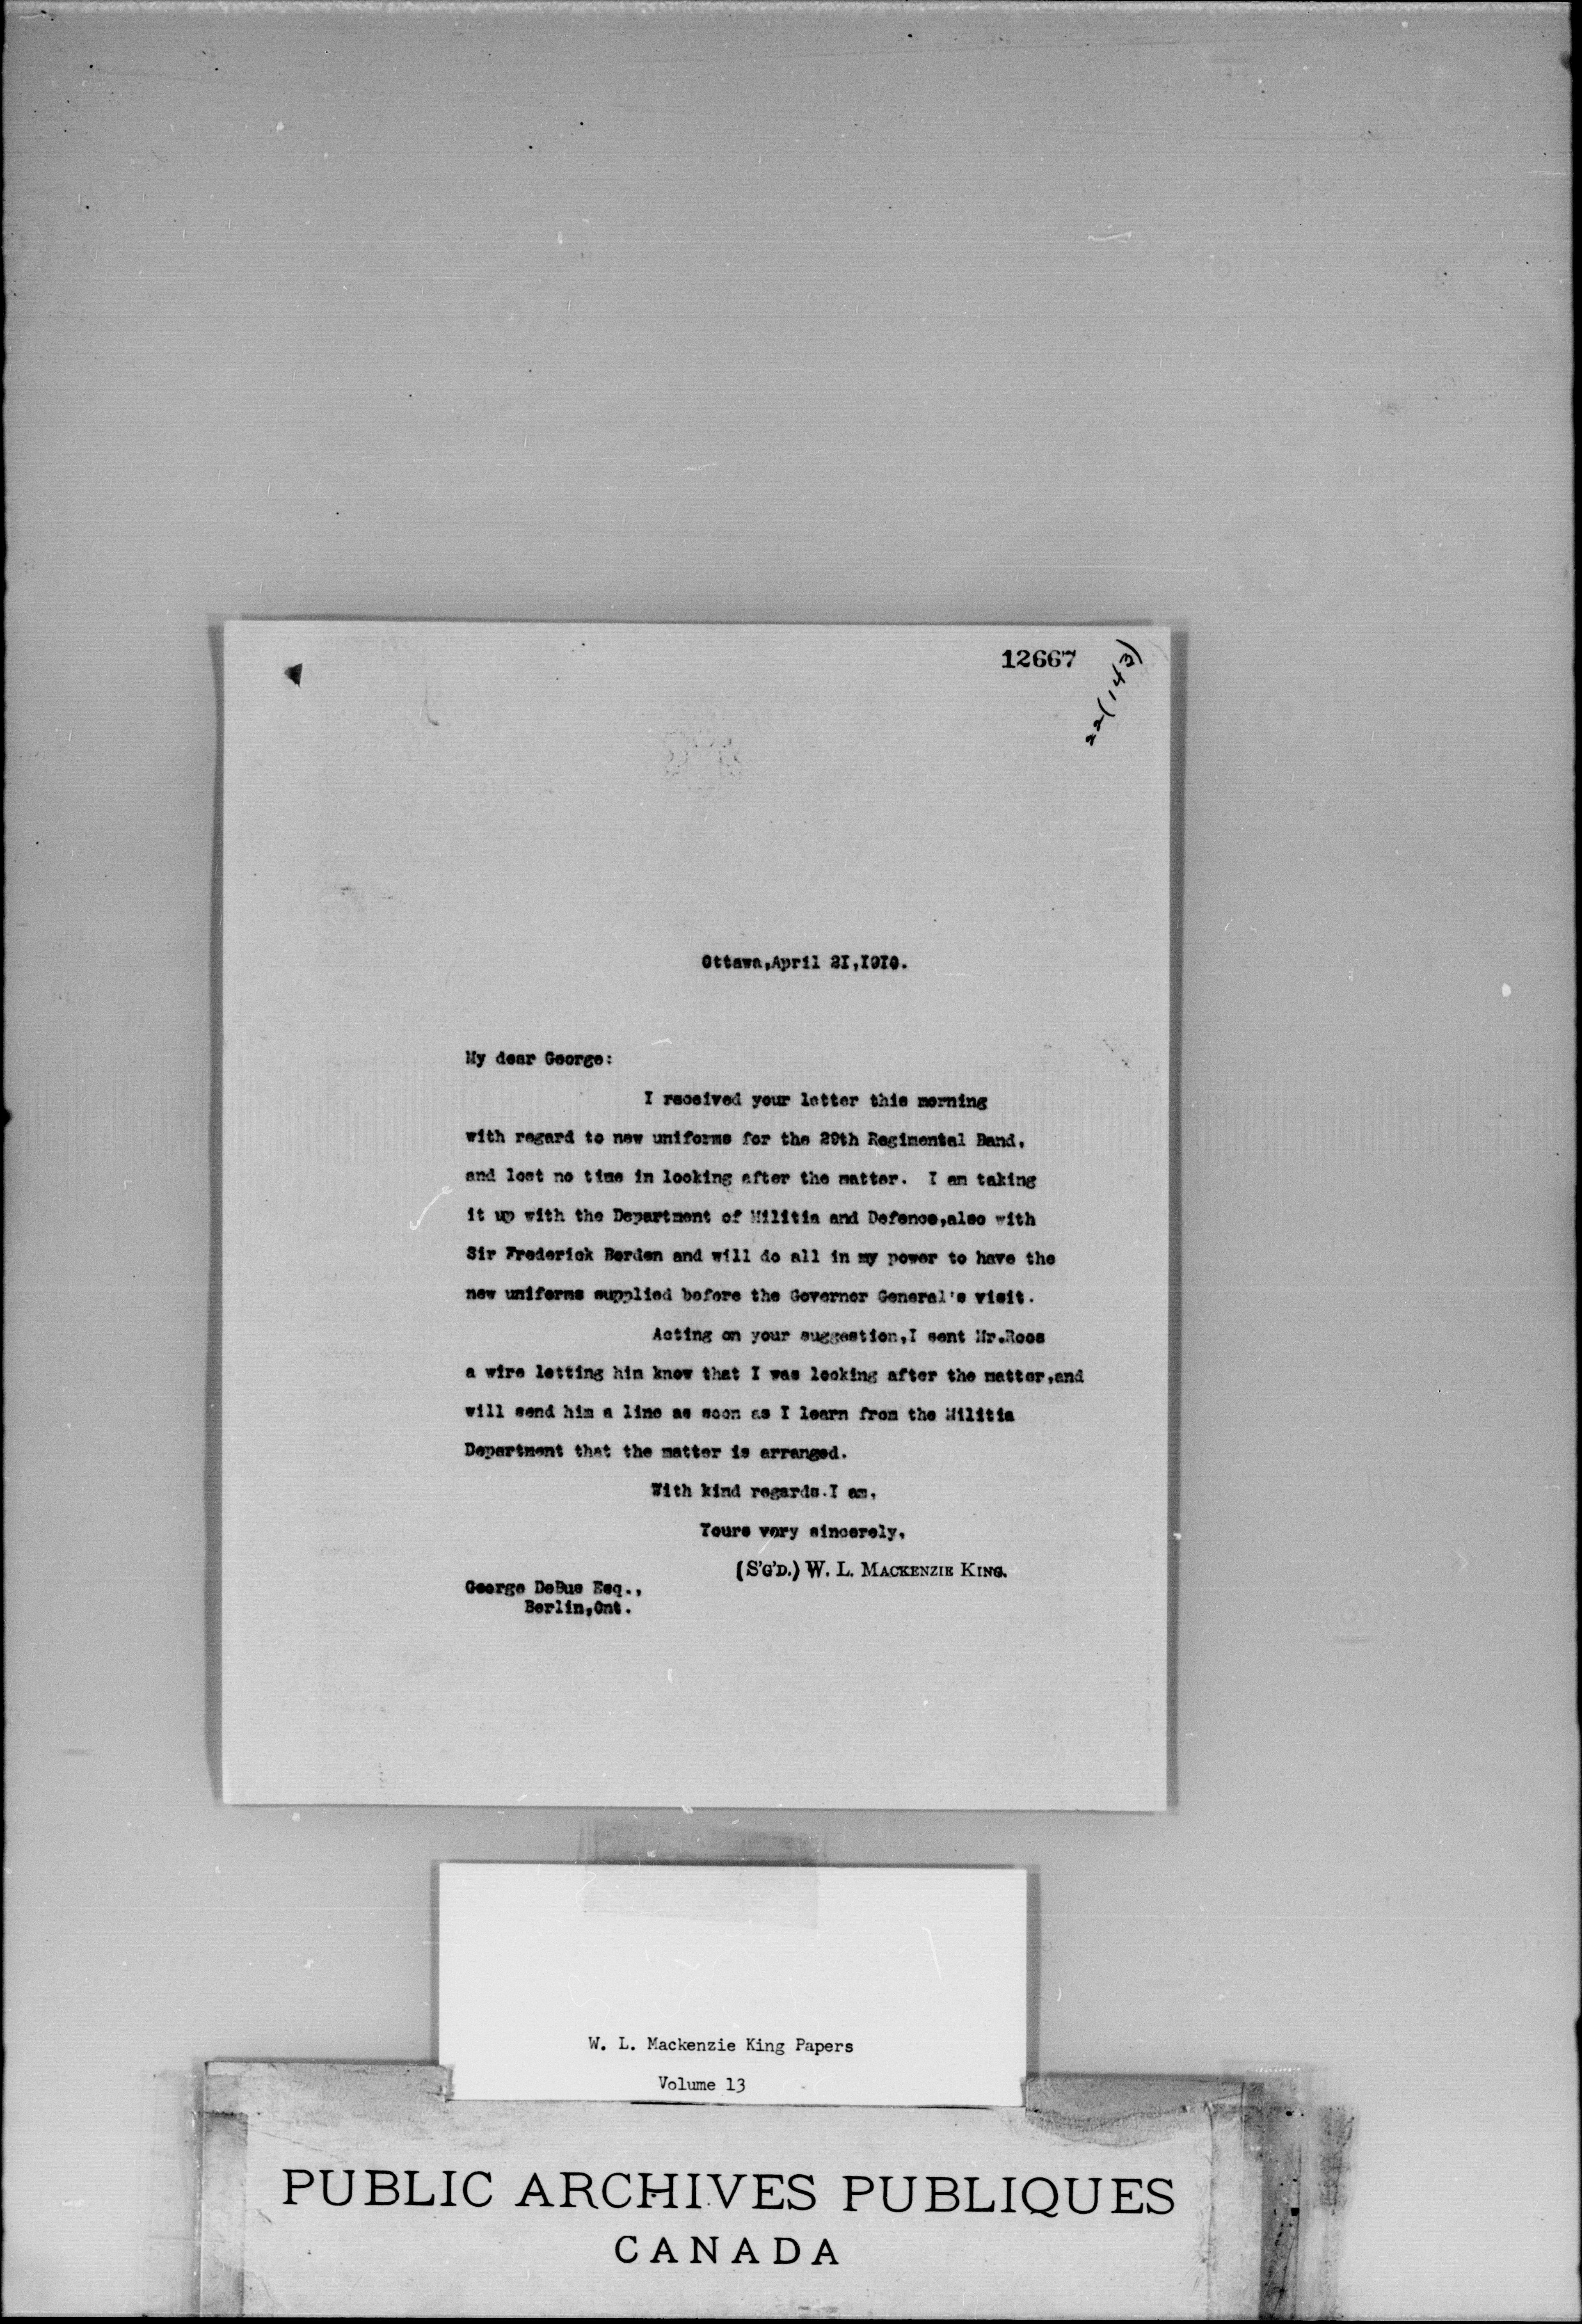 12667
22(143)
Ottawa,April 2I,I9I0.
My dear George:
I received your letter this morning
with regard to new uniforms for the 29th Regimental Band,
and lost no time in looking after the matter. I am taking
it up with the Department of Militia and Defence,also with
Sir Frederick Borden and will do all in my power to have the
new uniforms supplied before the Governor General's visit.
Acting on your suggestion,I sent Mr.Roos
a wire letting him know that I was looking after the matter,and
will send him a line as soon as I learn from the Militia
Department that the matter is arranged.
With kind regards.I am,
Yours very sincerely,
(S'G'D.) W. L. MACKENZIE KING.
George DeBus Esq.,
Berlin,Ont.
W. L. Mackenzie King Papers
Volume 13
PUBLIC ARCHIVES PUBLIQUES
CANADA